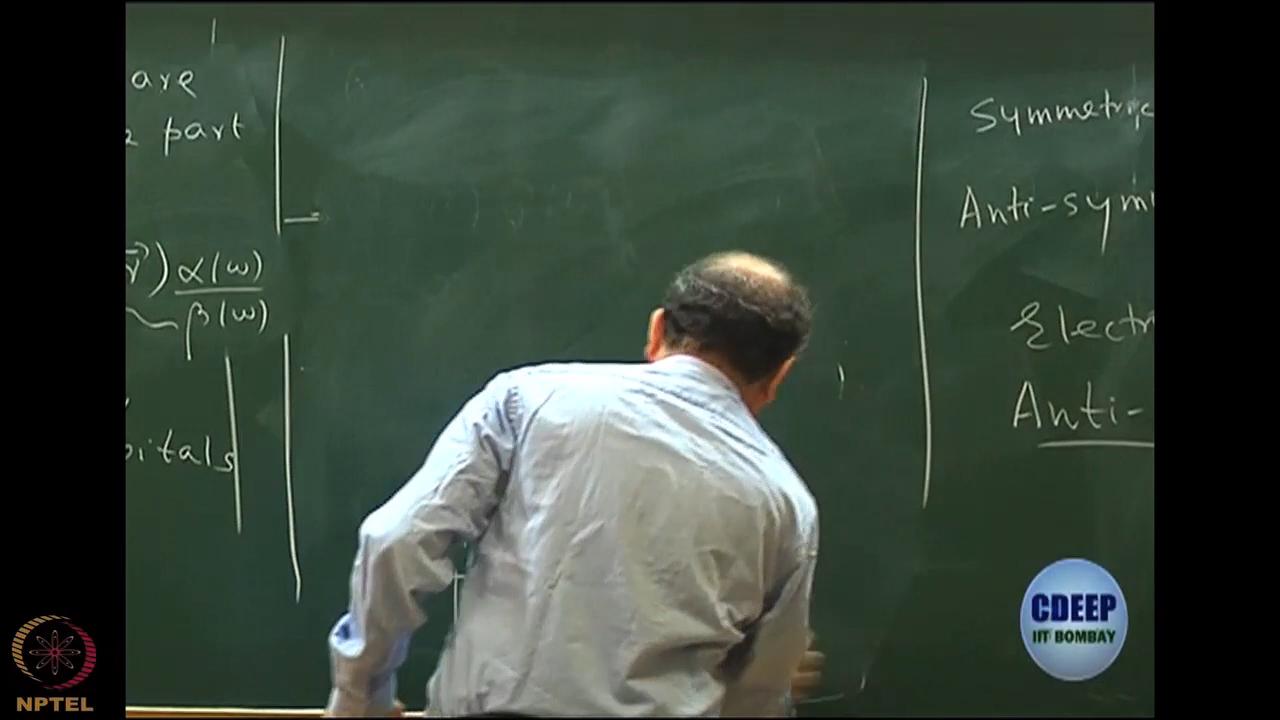 are
part
α(ω)
β(ω)
bitals
Symmetric
Anti-sym
Electr
Anti-
CDEEP
IIT BOMBAY
NPTEL